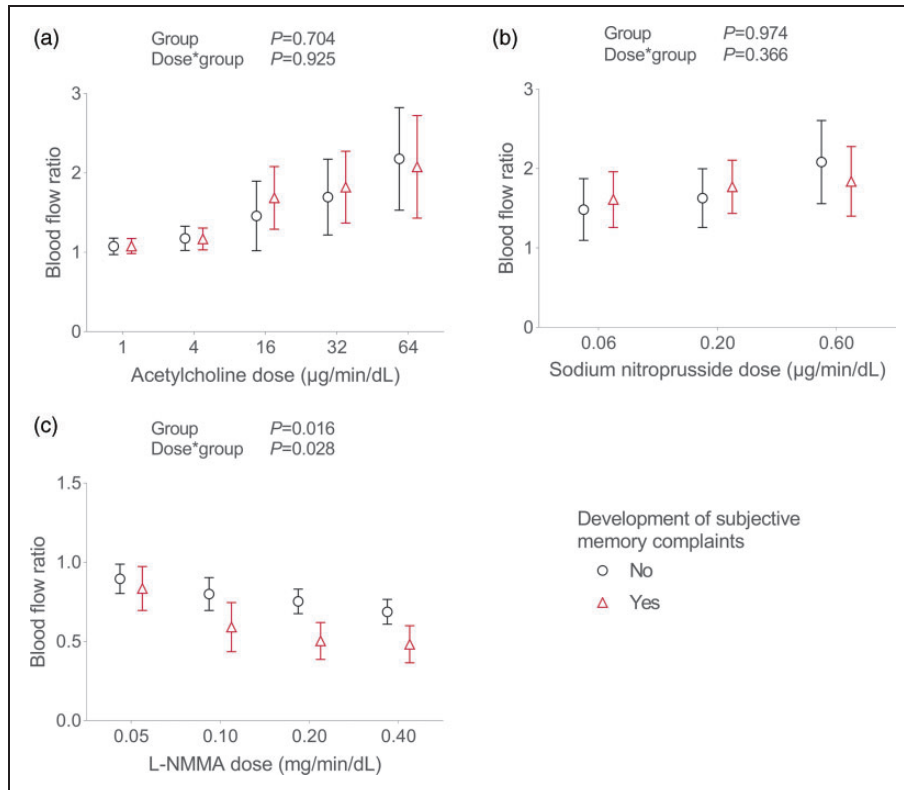 (a)
Group P=0.704
Dose*group P=0.925
3
2
1
0
Blood flow ratio
1 4 16 32 64
Acetylcholine dose (µg/min/dL)
(b)
Group P=0.974
Dose*group P=0.366
3
2
1
0
Blood flow ratio
0.06 0.20 0.60
Sodium nitroprusside dose (µg/min/dL)
(c)
Group P=0.016
Dose*group P=0.028
1.5
1.0
0.5
0.0
Blood flow ratio
0.05 0.10 0.20 0.40
L-NMMA dose (mg/min/dL)
Development of subjective
memory complaints
No
Yes